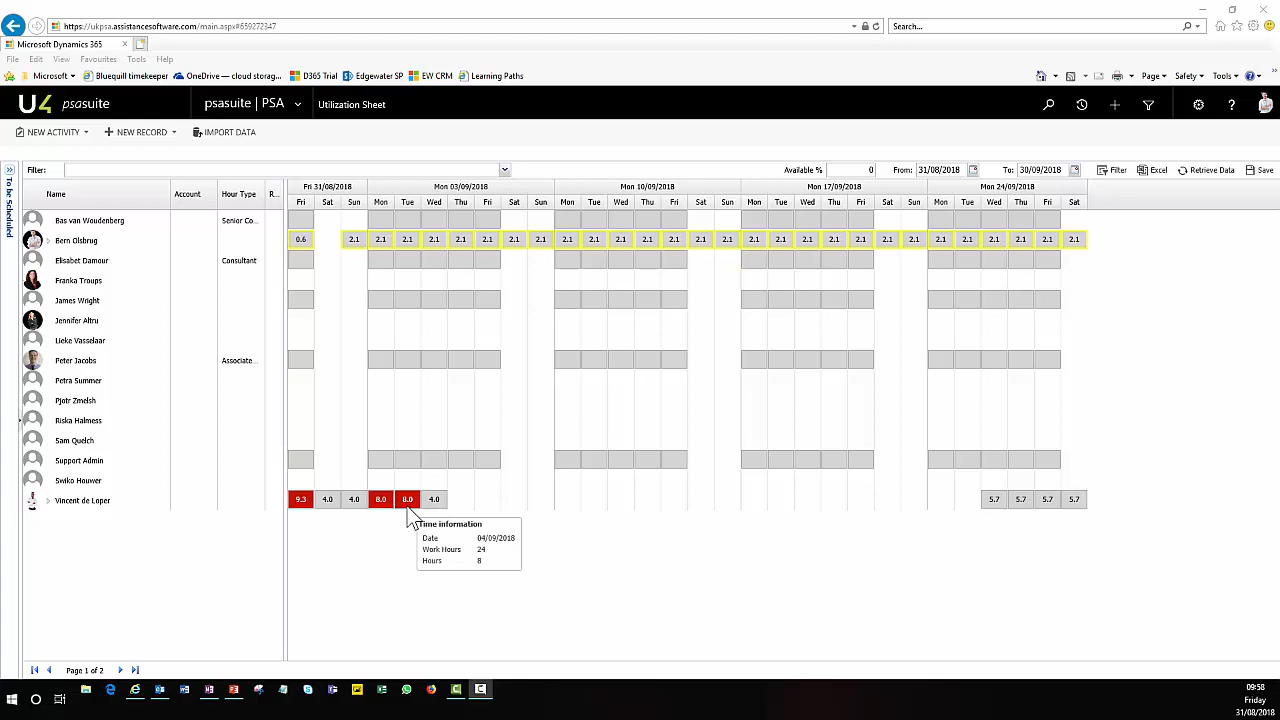 https://ukpsa.assistancesoftware.com/main.aspx#659272347
Search...
Microsoft Dynamics 365
File Edit View Favourites Tools Help
Microsoft Bluequill timekeeper OneDrive — cloud storag... D365 Trial Edgewater SP EW CRM Learning Paths
Page Safety Tools
U4 psasuite psasuite | PSA Utilization Sheet
NEW ACTIVITY NEW RECORD IMPORT DATA
Filter: Available % 0 From: 31/08/2018 To: 30/09/2018 Filter Excel Retrieve Data Save
To be Scheduled
Name Account Hour Type R... Fri 31/08/2018 Mon 03/09/2018 Mon 10/09/2018 Mon 17/09/2018 Mon 24/09/2018
Fri Sat Sun Mon Tue Wed Thu Fri Sat Sun Mon Tue Wed Thu Fri Sat Sun Mon Tue Wed Thu Fri Sat Sun Mon Tue Wed Thu Fri Sat
Bas van Woudenberg Senior Co...
Bern Olsbrug 0.6 2.1 2.1 2.1 2.1 2.1 2.1 2.1 2.1 2.1 2.1 2.1 2.1 2.1 2.1 2.1 2.1 2.1 2.1 2.1 2.1 2.1 2.1 2.1 2.1 2.1 2.1 2.1 2.1
Elisabet Damour Consultant
Franka Troups
James Wright
Jennifer Altru
Lieke Vasselaar
Peter Jacobs Associate...
Petra Summer
Pjotr Zmelsh
Riska Halmess
Sam Quelch
Support Admin
Swiko Houwer
Vincent de Loper 9.3 4.0 4.0 8.0 8.0 4.0 5.7 5.7 5.7 5.7
Time information
Date 04/09/2018
Work Hours 24
Hours 8
Page 1 of 2
09:58
Friday
31/08/2018